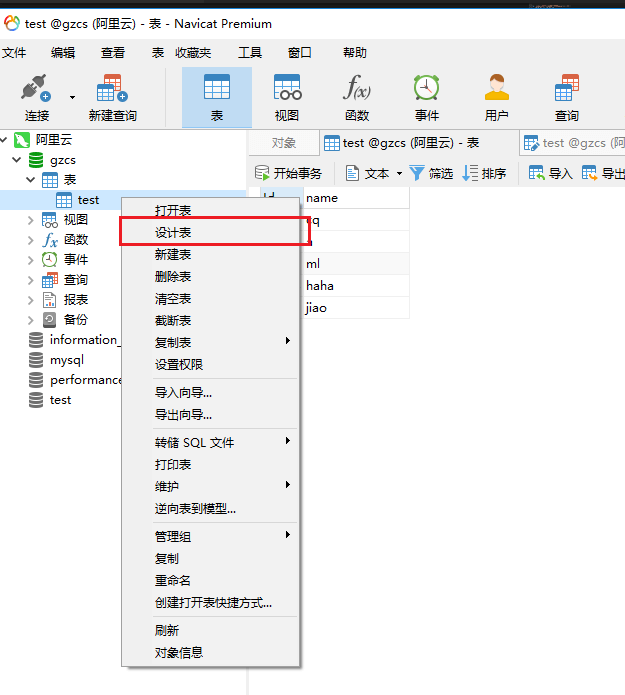 test @gzcs (阿里云) - 表 - Navicat Premium
文件 编辑 查看 表 收藏夹 工具 窗口 帮助
连接 新建查询 表 视图 f(x) 函数 事件 用户 查询
阿里云
gzcs
表
test
视图
fx 函数
事件
查询
报表
备份
information_
mysql
performance
test
对象 test @gzcs (阿里云) - 表 test @gzcs (阿
开始事务 文本 筛选 排序 导入 导出
Id name
cq
ml
haha
jiao
打开表
设计表
新建表
删除表
清空表
截断表
复制表
设置权限
导入向导...
导出向导...
转储 SQL 文件
打印表
维护
逆向表到模型...
管理组
复制
重命名
创建打开表快捷方式...
刷新
对象信息